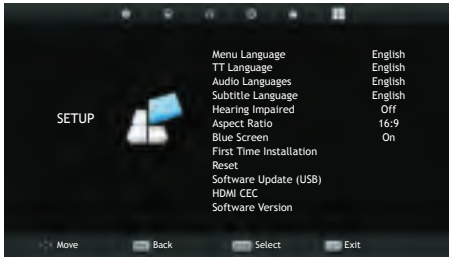 Menu Language English
TT Language English
Audio Languages English
Subtitle Language English
Hearing Impaired Off
SETUP
Aspect Ratio 16:9
Blue Screen On
First Time Installation
Reset
Software Update (USB)
HDMI CEC
Software Version
Move Back Select Exit